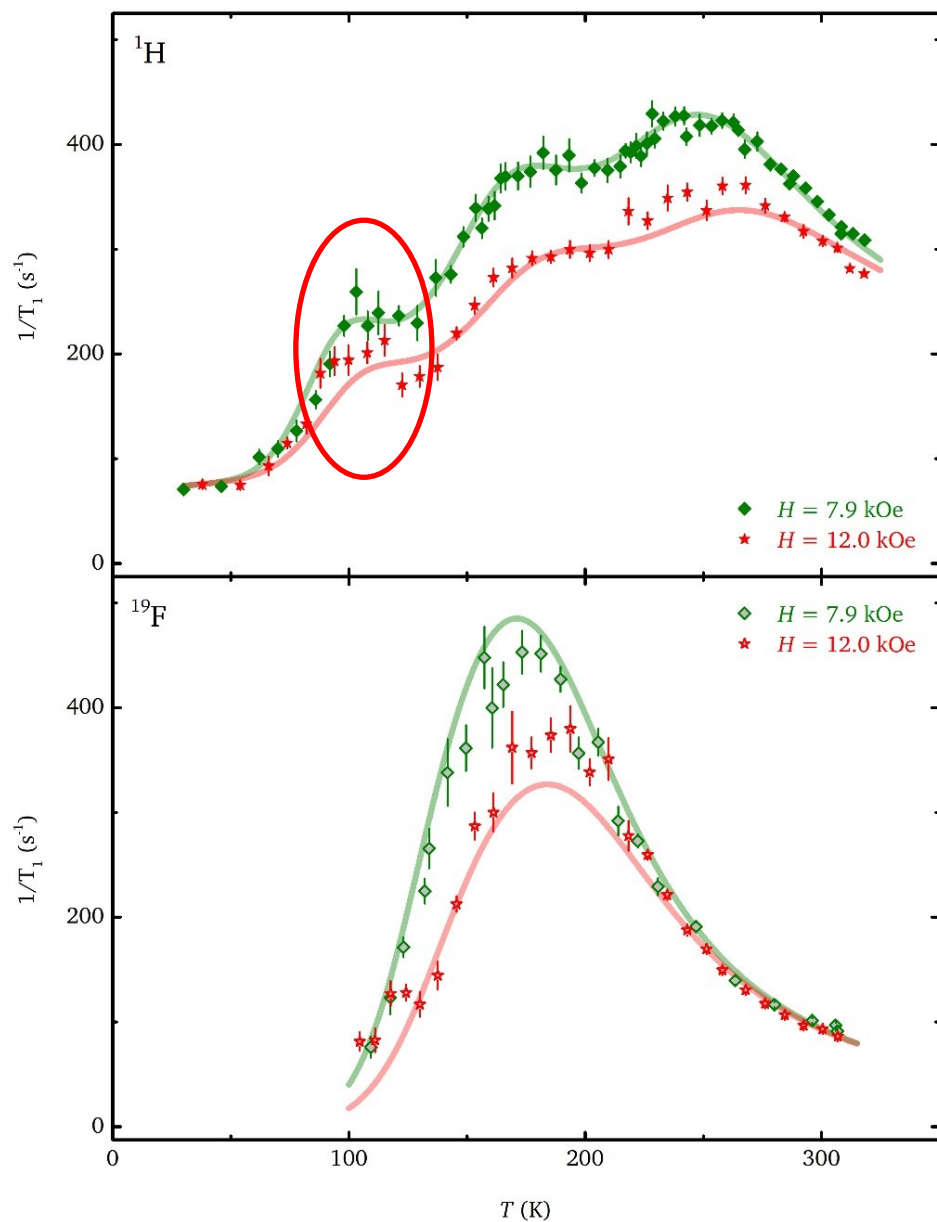 ¹H
400
200
0
1/T₁ (s⁻¹)
H = 7.9 kOe
H = 12.0 kOe
¹⁹F
H = 7.9 kOe
H = 12.0 kOe
400
200
0
1/T₁ (s⁻¹)
0 100 200 300
T (K)